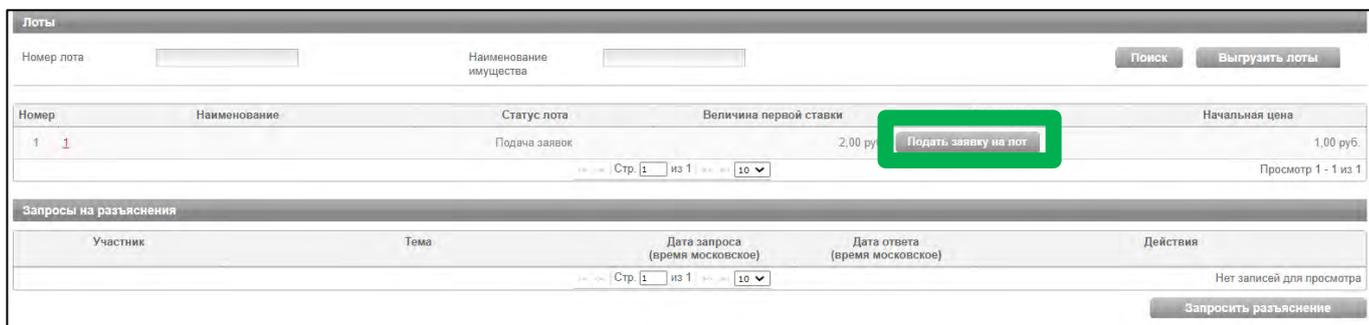 Лоты
Номер лота Наименование имущества Поиск Выгрузить лоты
Номер Наименование Статус лота Величина первой ставки Начальная цена
1 1 Подача заявок 2,00 ру Подать заявку на лот 1,00 руб.
Стр. 1 из 1 10 Просмотр 1 - 1 из 1
Запросы на разъяснения
Участник Тема Дата запроса (время московское) Дата ответа (время московское) Действия
Стр. 1 из 1 10 Нет записей для просмотра
Запросить разъяснение